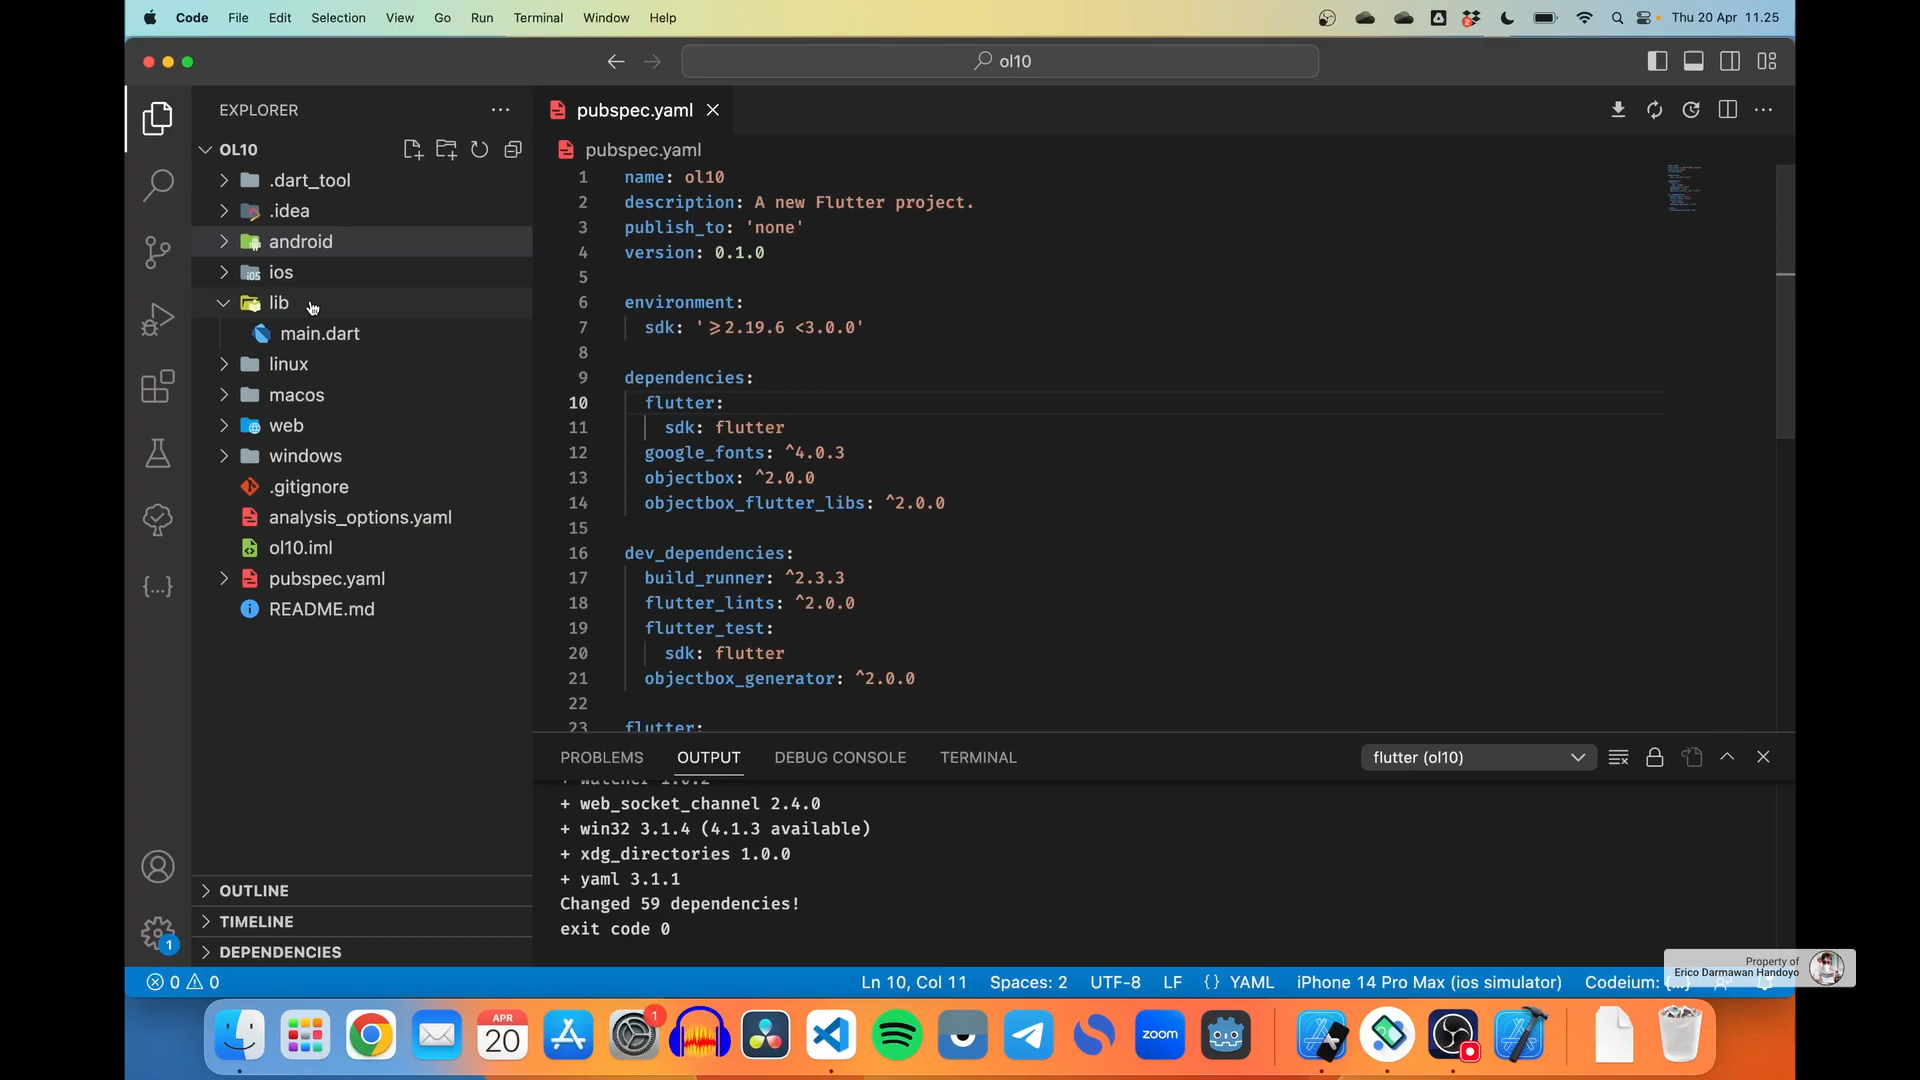 Code File Edit Selection View Go Run Terminal Window Help
2
Thu 20 Apr 11.25
ol10
EXPLORER
OL10
.dart_tool
.idea
android
ios
lib
main.dart
linux
macos
web
windows
.gitignore
analysis_options.yaml
ol10.iml
pubspec.yaml
README.md
OUTLINE
TIMELINE
DEPENDENCIES
1
pubspec.yaml
pubspec.yaml
1 name: ol10
2 description: A new Flutter project.
3 publish_to: 'none'
4 version: 0.1.0
5
6 environment:
7 sdk: '>=2.19.6 <3.0.0'
8
9 dependencies:
10 flutter:
11 sdk: flutter
12 google_fonts: ^4.0.3
13 objectbox: ^2.0.0
14 objectbox_flutter_libs: ^2.0.0
15
16 dev_dependencies:
17 build_runner: ^2.3.3
18 flutter_lints: ^2.0.0
19 flutter_test:
20 sdk: flutter
21 objectbox_generator: ^2.0.0
22
23 flutter:
PROBLEMS OUTPUT DEBUG CONSOLE TERMINAL
flutter (ol10)
+ watcher 1.0.2
+ web_socket_channel 2.4.0
+ win32 3.1.4 (4.1.3 available)
+ xdg_directories 1.0.0
+ yaml 3.1.1
Changed 59 dependencies!
exit code 0
Property of
Erico Darmawan Handoyo
0 0
Ln 10, Col 11 Spaces: 2 UTF-8 LF {} YAML iPhone 14 Pro Max (ios simulator) Codeium: {...}
APR
20
1
zoom